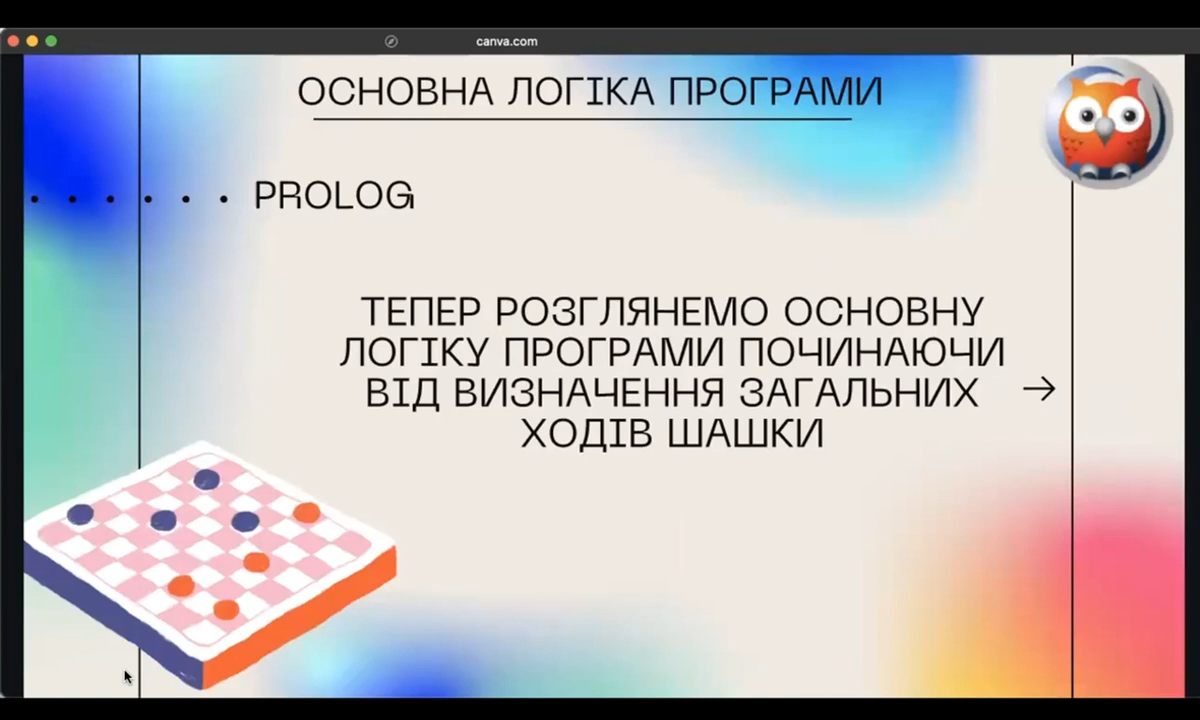 canva.com
ОСНОВНА ЛОГІКА ПРОГРАМИ
PROLOG
ТЕПЕР РОЗГЛЯНЕМО ОСНОВНУ
ЛОГІКУ ПРОГРАМИ ПОЧИНАЮЧИ
ВІД ВИЗНАЧЕННЯ ЗАГАЛЬНИХ
ХОДІВ ШАШКИ